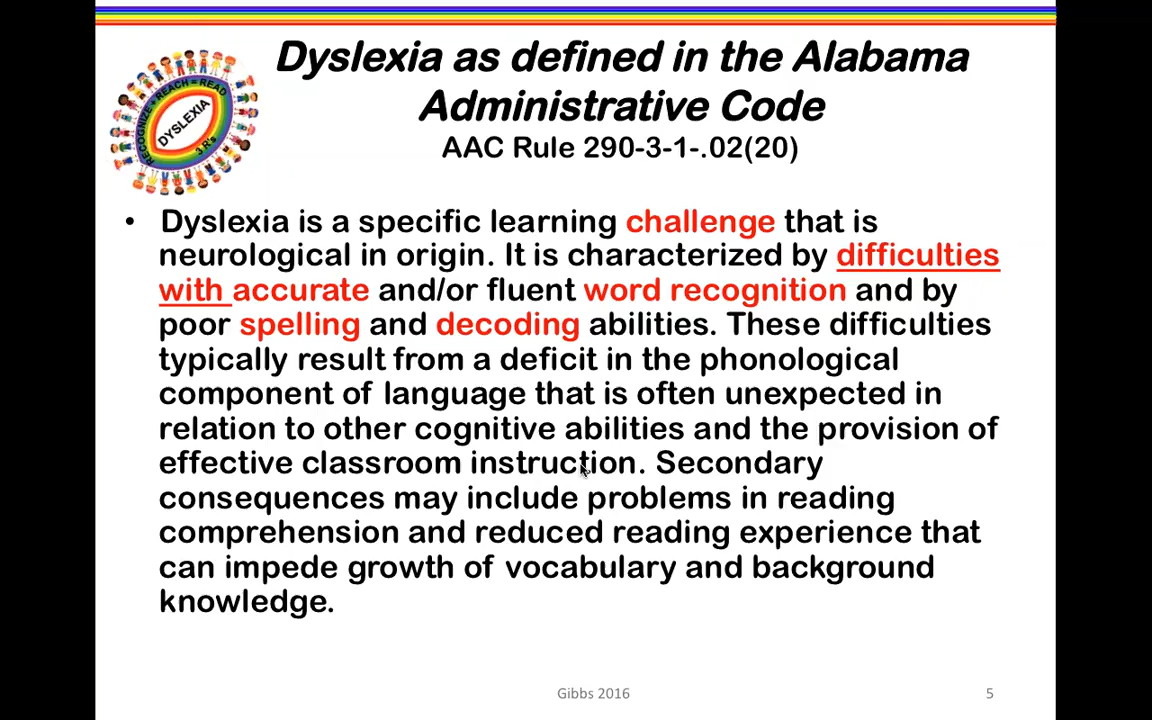 Dyslexia as defined in the Alabama
Administrative Code
AAC Rule 290-3-1-.02(20)
RECOGNIZE + REACH = READ
DYSLEXIA
3 R's
• Dyslexia is a specific learning challenge that is
neurological in origin. It is characterized by difficulties
with accurate and/or fluent word recognition and by
poor spelling and decoding abilities. These difficulties
typically result from a deficit in the phonological
component of language that is often unexpected in
relation to other cognitive abilities and the provision of
effective classroom instruction. Secondary
consequences may include problems in reading
comprehension and reduced reading experience that
can impede growth of vocabulary and background
knowledge.
Gibbs 2016
5